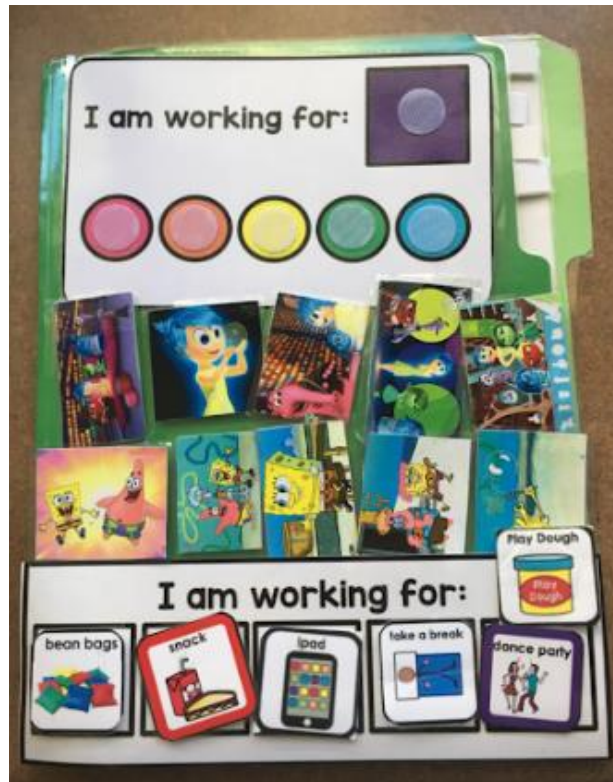 I am working for:
Play Dough
Play
Dough
I am working for:
bean bags
snack
ipad
take a break
dance party